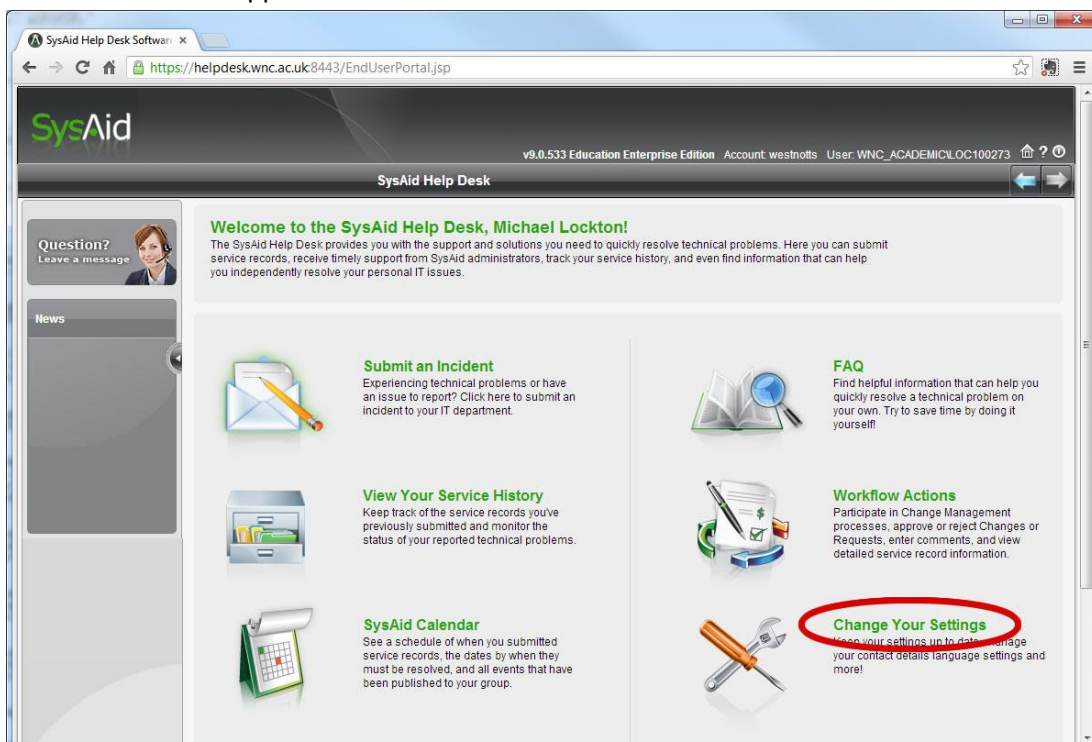 SysAid Help Desk Softwar
https://helpdesk.wnc.ac.uk:8443/EndUserPortal.jsp
SysAid
v9.0.533 Education Enterprise Edition Account: westnotts User: WNC_ACADEMIC\LOC100273
SysAid Help Desk
Question?
Leave a message
News
Welcome to the SysAid Help Desk, Michael Lockton!
The SysAid Help Desk provides you with the support and solutions you need to quickly resolve technical problems. Here you can submit
service records, receive timely support from SysAid administrators, track your service history, and even find information that can help
you independently resolve your personal IT issues.
Submit an Incident
Experiencing technical problems or have
an issue to report? Click here to submit an
incident to your IT department.
FAQ
Find helpful information that can help you
quickly resolve a technical problem on
your own. Try to save time by doing it
yourself!
View Your Service History
Keep track of the service records you've
previously submitted and monitor the
status of your reported technical problems.
Workflow Actions
Participate in Change Management
processes, approve or reject Changes or
Requests, enter comments, and view
detailed service record information.
SysAid Calendar
See a schedule of when you submitted
service records, the dates by when they
must be resolved, and all events that have
been published to your group.
Change Your Settings
Keep your settings up to date, manage
your contact details language settings and
more!